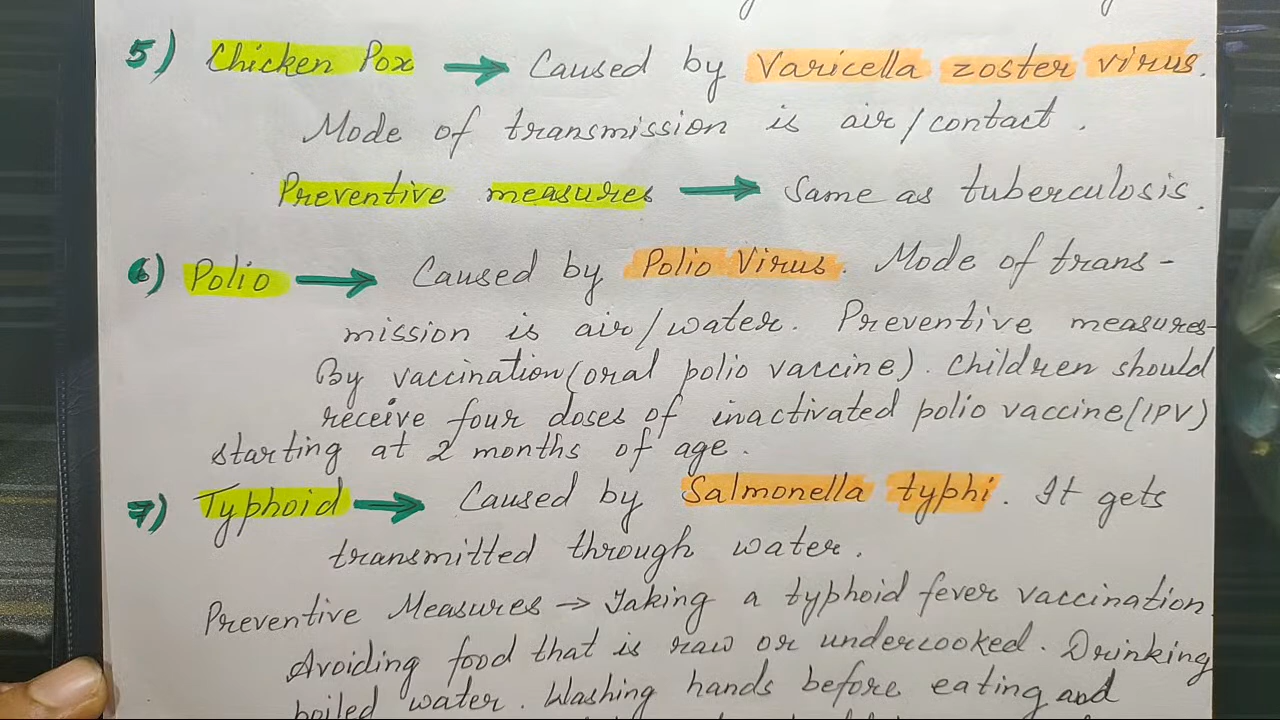 5) Chicken Pox → Caused by Varicella zoster virus.
Mode of transmission is air/contact.
Preventive measures → Same as tuberculosis.
6) Polio → Caused by Polio Virus. Mode of trans-
mission is air/water. Preventive measures-
By vaccination (oral polio vaccine). Children should
receive four doses of inactivated polio vaccine (IPV)
starting at 2 months of age.
7) Typhoid → Caused by Salmonella typhi. It gets
transmitted through water.
Preventive Measures → Taking a typhoid fever vaccination
Avoiding food that is raw or undercooked. Drinking
boiled water. Washing hands before eating and